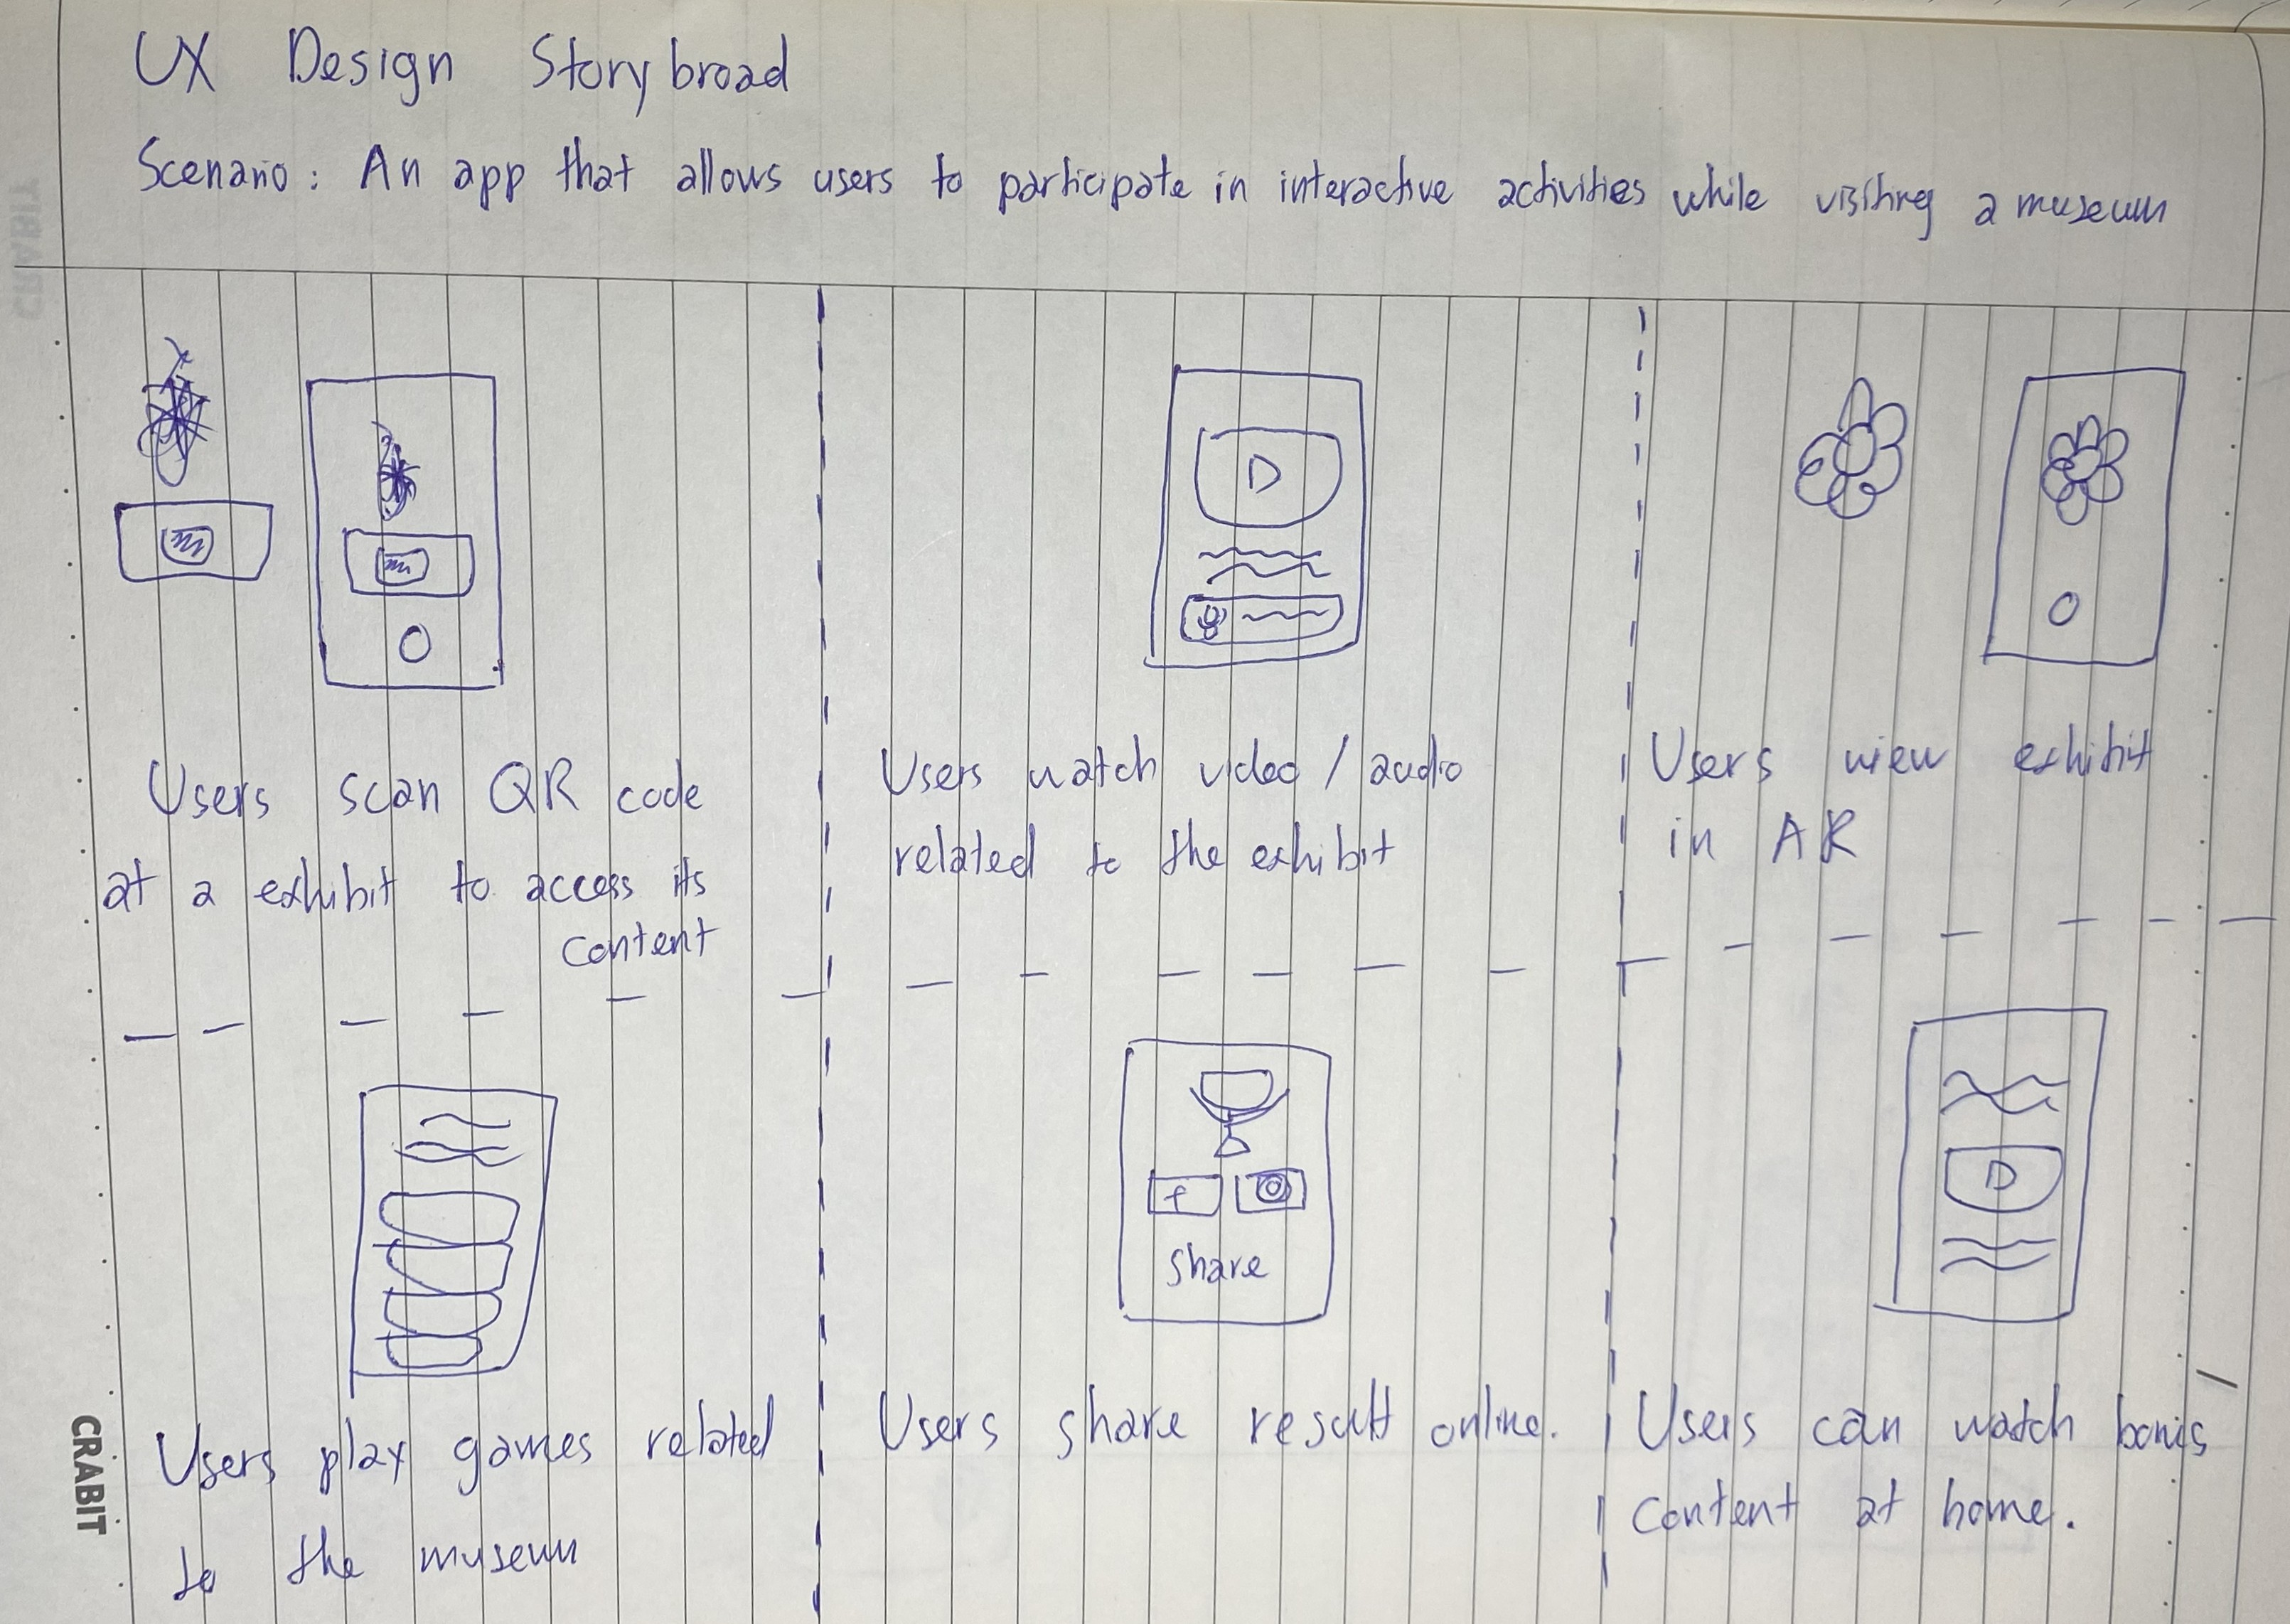 UX Design Storybroad
Scenario: An app that allows users to participate in interactive activities while visiting a museum
Users scan QR code
at a exhibit to access its
content
Users watch video / audio
related to the exhibit
Users view exhibit
in AR
f
share
Users play games related
to the museum
Users share result online.
Users can watch bonus
content at home.
CRABIT
CRABIT